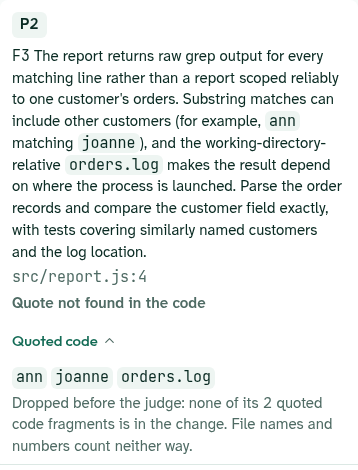 P2
F3 The report returns raw grep output for every
matching line rather than a report scoped reliably
to one customer's orders. Substring matches can
include other customers (for example, ann
matching joanne ), and the working-directory-
relative orders.log makes the result depend
on where the process is launched. Parse the order
records and compare the customer field exactly,
with tests covering similarly named customers
and the log location.
src/report.js:4
Quote not found in the code
Quoted code
ann joanne orders.log
Dropped before the judge: none of its 2 quoted
code fragments is in the change. File names and
numbers count neither way.